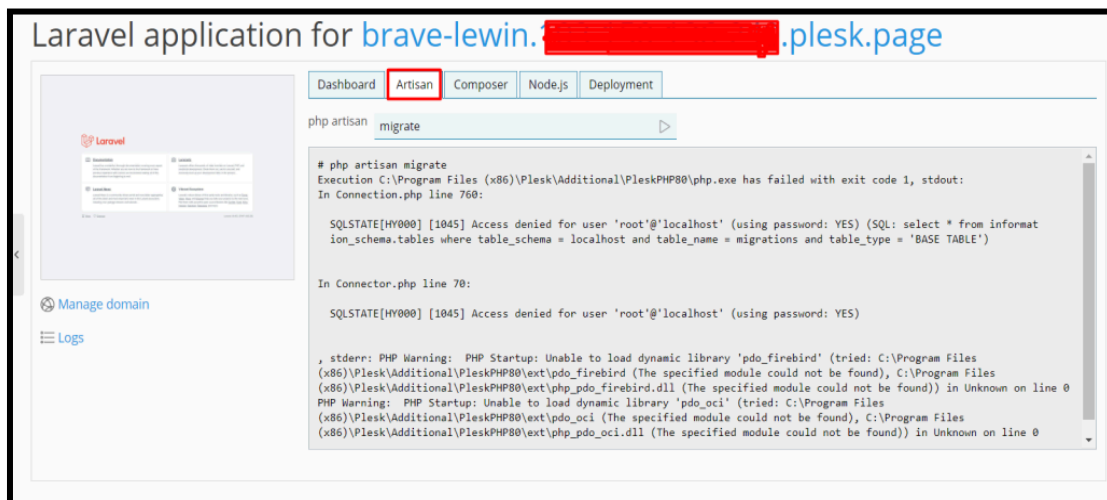 Laravel application for brave-lewin. .plesk.page
Dashboard
Artisan
Composer
Node.js
Deployment
php artisan
migrate
Laravel
# php artisan migrate
Execution C:\Program Files (x86)\Plesk\Additional\PleskPHP80\php.exe has failed with exit code 1, stdout:
In Connection.php line 760:
SQLSTATE[HY000] [1045] Access denied for user 'root'@'localhost' (using password: YES) (SQL: select * from informat
ion_schema.tables where table_schema = localhost and table_name = migrations and table_type = 'BASE TABLE')
In Connector.php line 70:
SQLSTATE[HY000] [1045] Access denied for user 'root'@'localhost' (using password: YES)
, stderr: PHP Warning:  PHP Startup: Unable to load dynamic library 'pdo_firebird' (tried: C:\Program Files
(x86)\Plesk\Additional\PleskPHP80\ext\pdo_firebird (The specified module could not be found), C:\Program Files
(x86)\Plesk\Additional\PleskPHP80\ext\php_pdo_firebird.dll (The specified module could not be found)) in Unknown on line 0
PHP Warning:  PHP Startup: Unable to load dynamic library 'pdo_oci' (tried: C:\Program Files
(x86)\Plesk\Additional\PleskPHP80\ext\pdo_oci (The specified module could not be found), C:\Program Files
(x86)\Plesk\Additional\PleskPHP80\ext\php_pdo_oci.dll (The specified module could not be found)) in Unknown on line 0
Manage domain
Logs